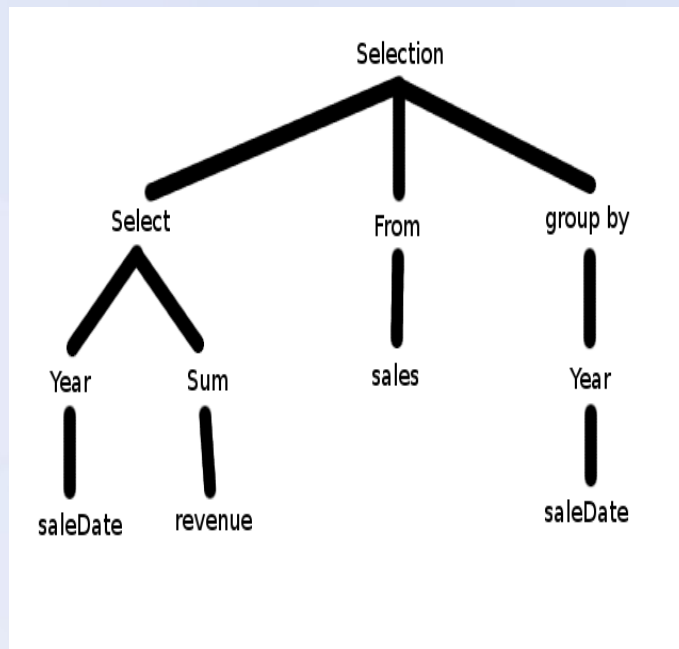 Selection
Select
From
group by
Year
Sum
sales
Year
saleDate
revenue
saleDate